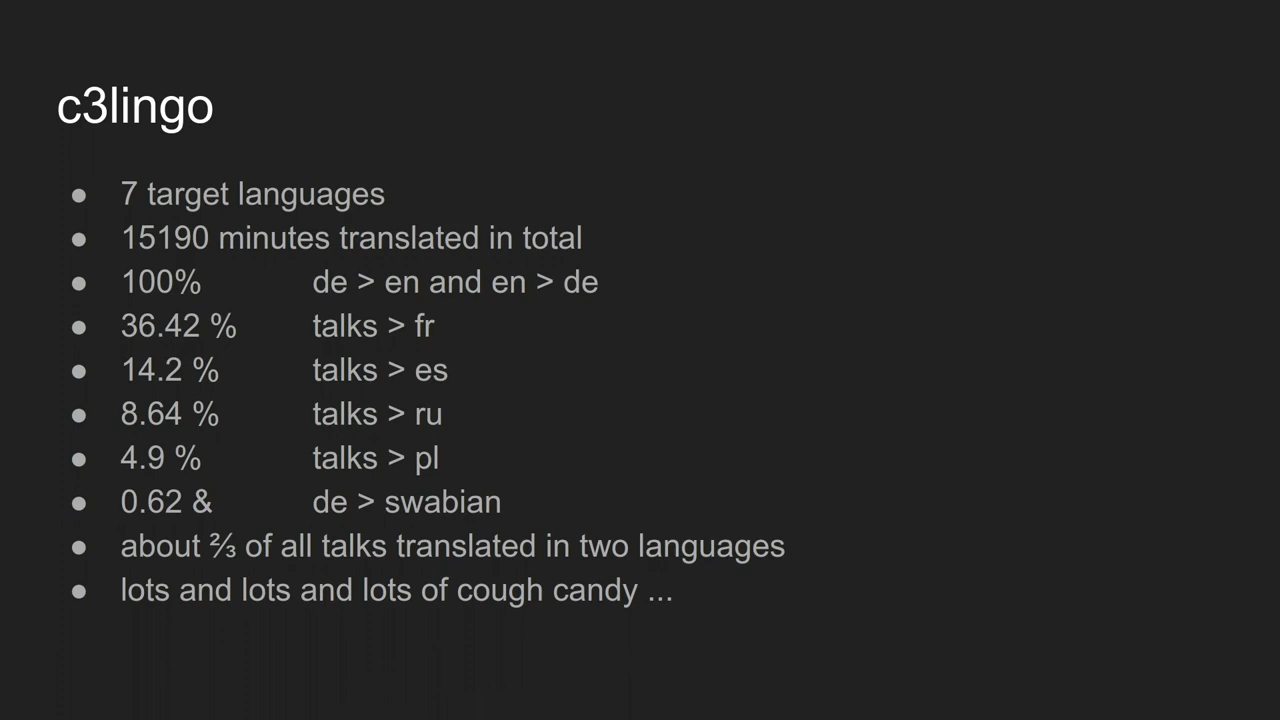 c3lingo
● 7 target languages
● 15190 minutes translated in total
● 100% de > en and en > de
● 36.42 % talks > fr
● 14.2 % talks > es
● 8.64 % talks > ru
● 4.9 % talks > pl
● 0.62 & de > swabian
● about ⅔ of all talks translated in two languages
● lots and lots and lots of cough candy ...